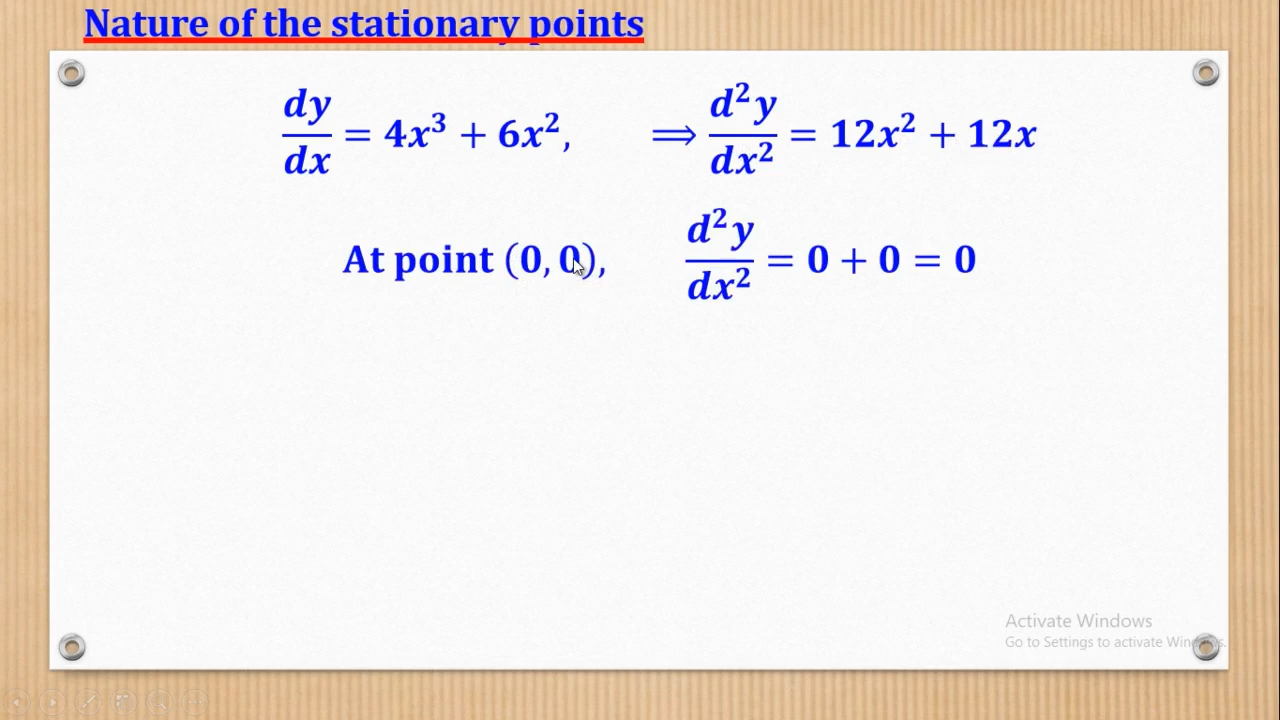 Nature of the stationary points
dy/dx = 4x³ + 6x², ⟹ d²y/dx² = 12x² + 12x
At point (0, 0), d²y/dx² = 0 + 0 = 0
Activate Windows
Go to Settings to activate Windows.